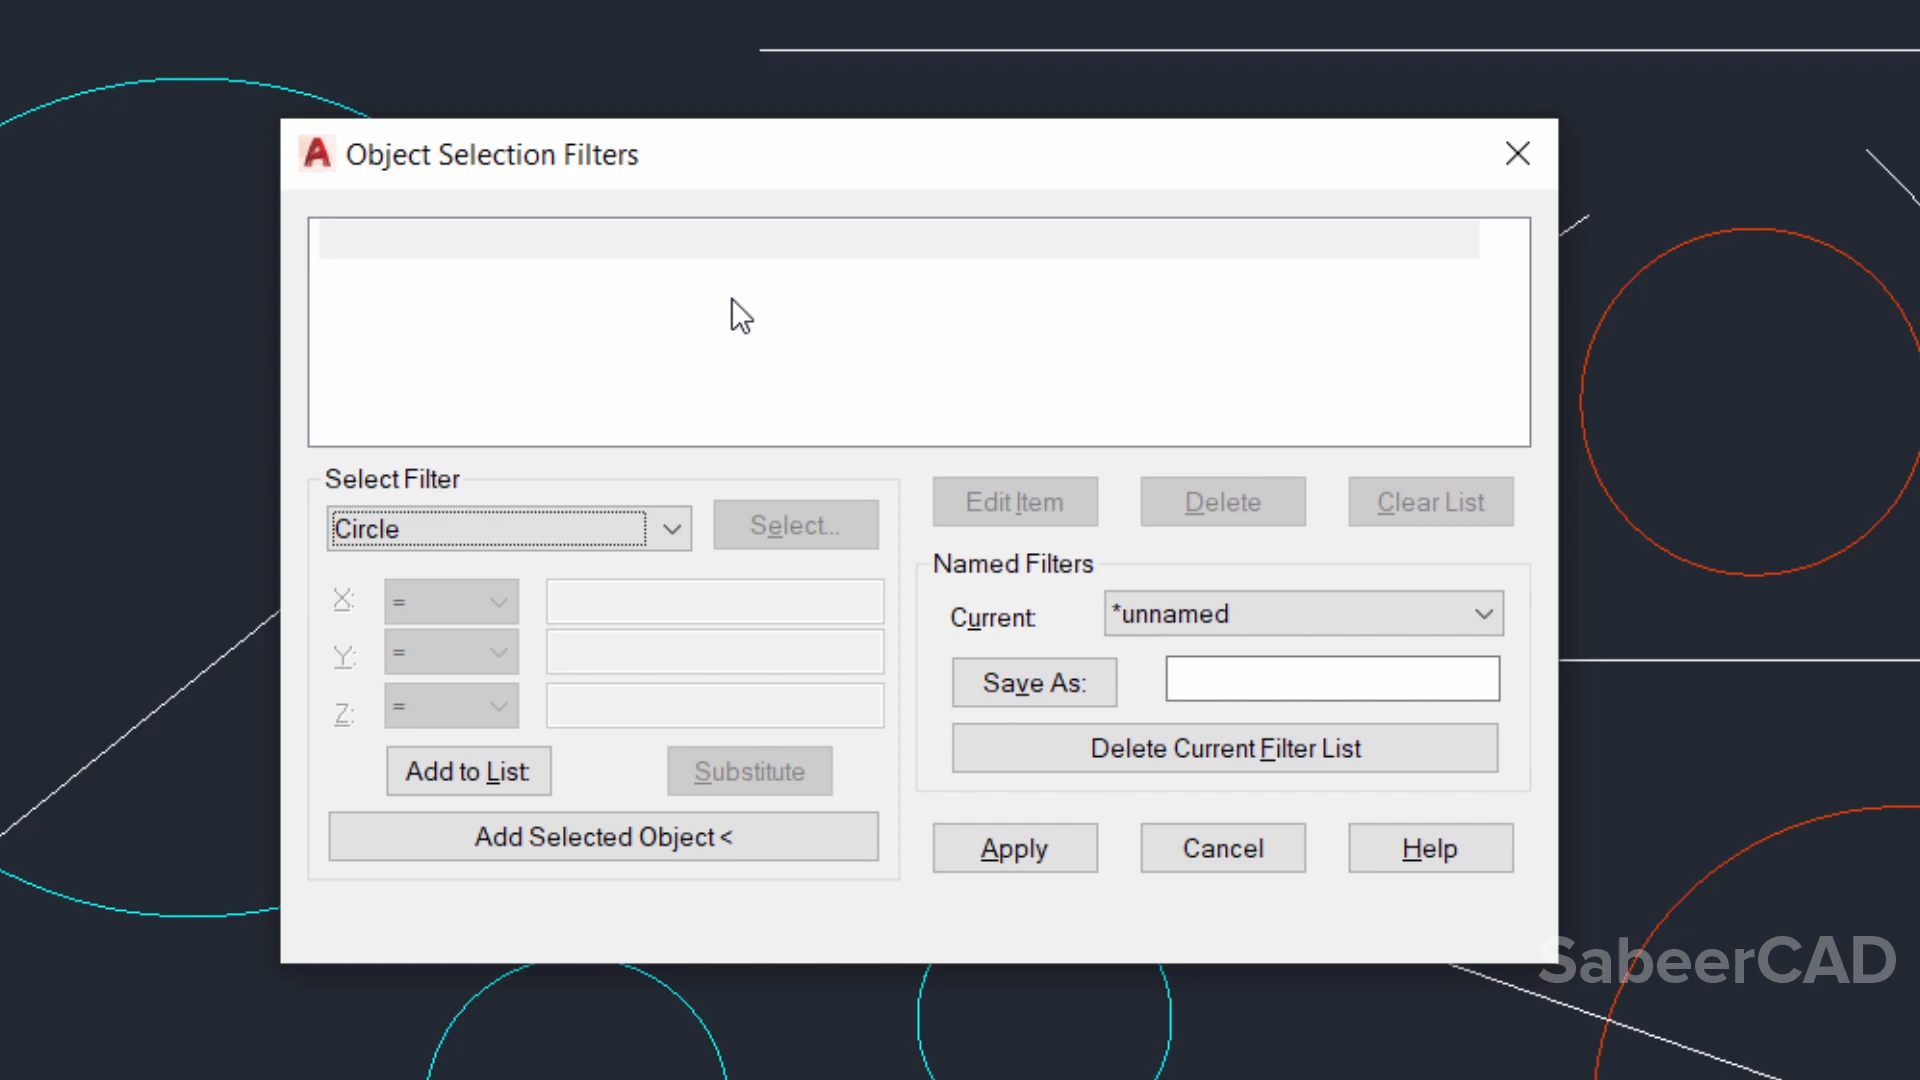 Object Selection Filters
Select Filter
Circle
Select...
Edit Item
Delete
Clear List
X:
=
Y:
=
Z:
=
Named Filters
Current:
*unnamed
Save As:
Delete Current Filter List
Add to List:
Substitute
Add Selected Object <
Apply
Cancel
Help
SabeerCAD